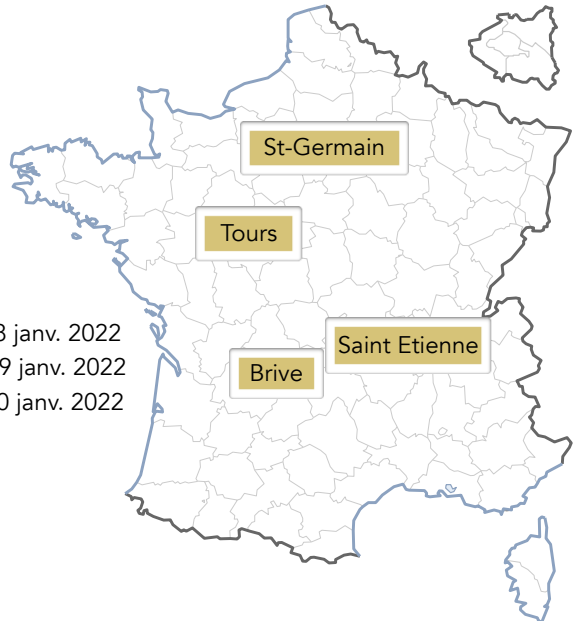 St-Germain
Tours
Saint Etienne
Brive
janv. 2022
janv. 2022
janv. 2022